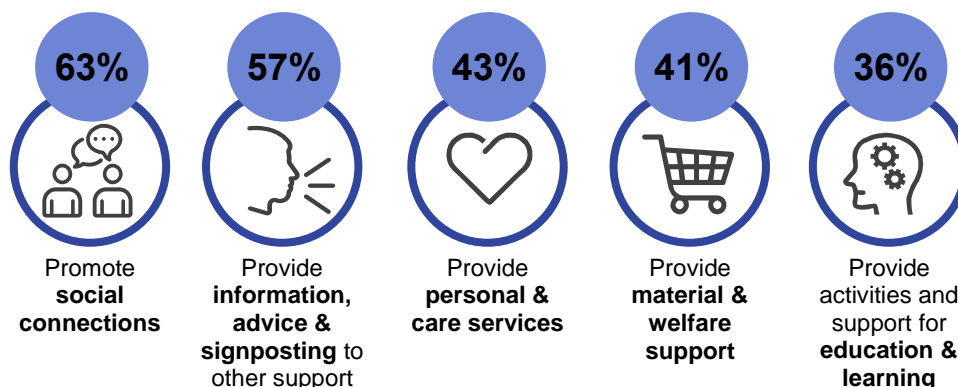 63%
Promote
social
connections
57%
Provide
information,
advice &
signposting to
other support
43%
Provide
personal &
care services
41%
Provide
material &
welfare
support
36%
Provide
activities and
support for
education &
learning